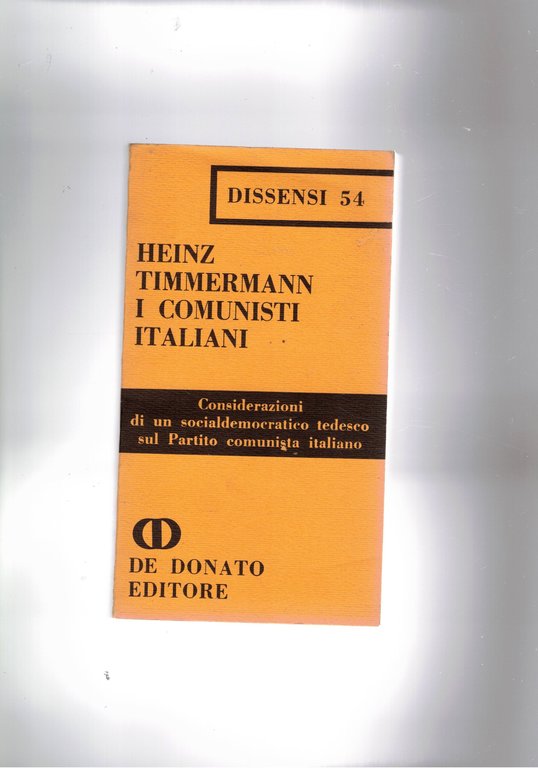 DISSENSI 54
HEINZ
TIMMERMANN
I COMUNISTI
ITALIANI
Considerazioni
di un socialdemocratico tedesco
sul Partito comunista italiano
DE DONATO
EDITORE